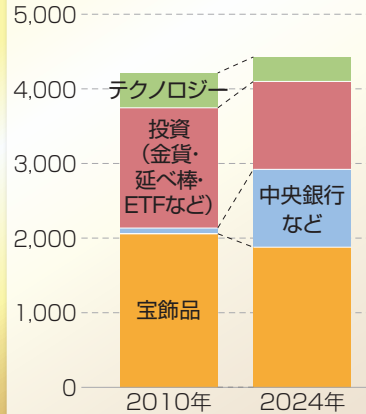 5,000
4,000
3,000
2,000
1,000
0
テクノロジー
投資
（金貨・
延べ棒・
ETFなど）
中央銀行
など
宝飾品
2010年
2024年